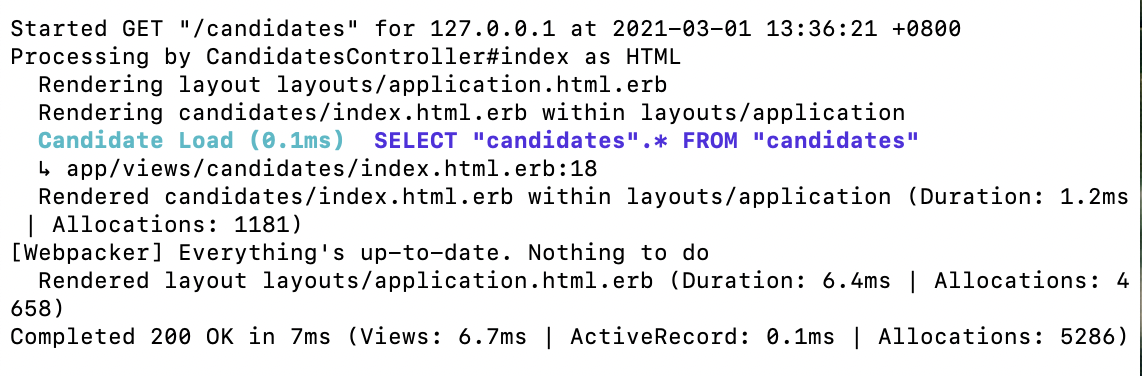 Started GET "/candidates" for 127.0.0.1 at 2021-03-01 13:36:21 +0800
Processing by CandidatesController#index as HTML
  Rendering layout layouts/application.html.erb
  Rendering candidates/index.html.erb within layouts/application
  Candidate Load (0.1ms)  SELECT "candidates".* FROM "candidates"
  ↳ app/views/candidates/index.html.erb:18
  Rendered candidates/index.html.erb within layouts/application (Duration: 1.2ms
 | Allocations: 1181)
[Webpacker] Everything's up-to-date. Nothing to do
  Rendered layout layouts/application.html.erb (Duration: 6.4ms | Allocations: 4
658)
Completed 200 OK in 7ms (Views: 6.7ms | ActiveRecord: 0.1ms | Allocations: 5286)